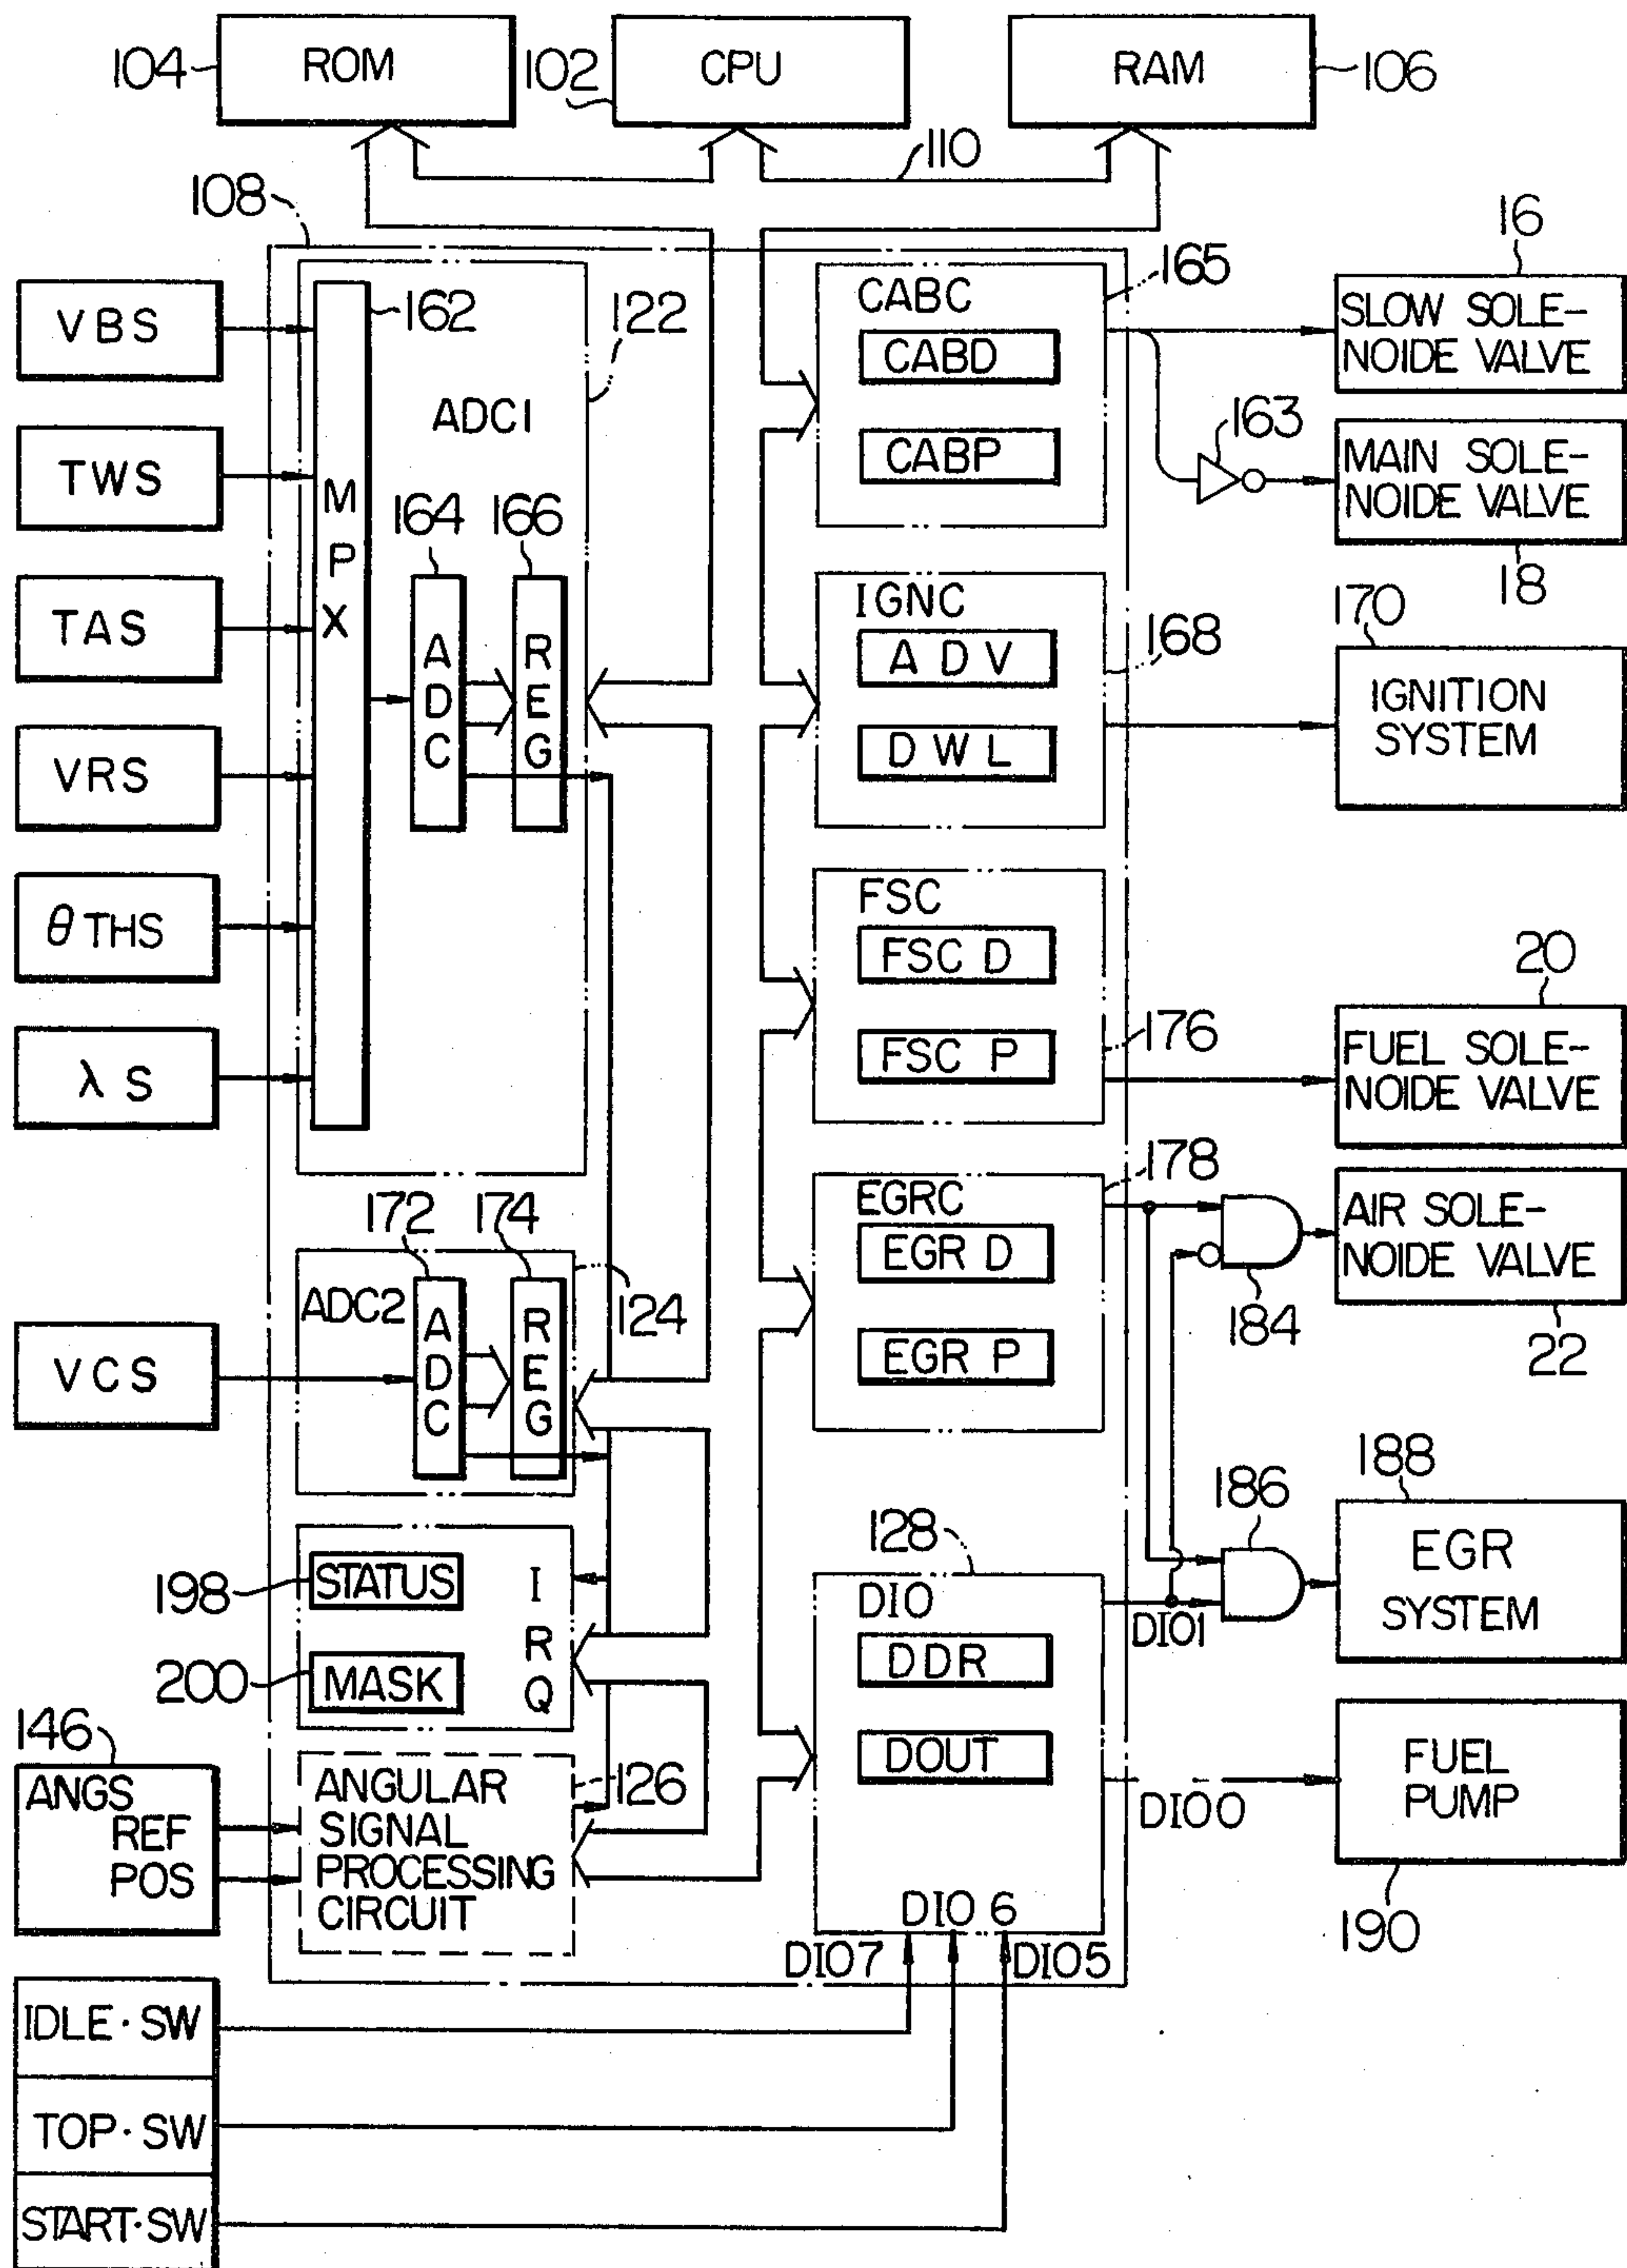 104
ROM
102
CPU
RAM
106
110
108
16
VBS
162
122
CABC
165
SLOW SOLE-
NOIDE VALVE
CABD
ADC1
163
TWS
M
P
X
CABP
MAIN SOLE-
NOIDE VALVE
18
164
166
TAS
A
D
C
R
E
G
IGNC
168
170
ADV
IGNITION
SYSTEM
VRS
DWL
θTHS
FSC
FSC D
20
λS
FSC P
176
FUEL SOLE-
NOIDE VALVE
172
174
178
EGRC
EGR D
AIR SOLE-
NOIDE VALVE
184
22
ADC2
A
D
C
R
E
G
124
VCS
EGR P
188
186
128
EGR
SYSTEM
198
STATUS
I
R
Q
DIO
DIO1
DDR
200
MASK
146
DOUT
ANGS
REF
POS
ANGULAR
SIGNAL
PROCESSING
CIRCUIT
126
DIO0
FUEL
PUMP
190
DIO 6
DIO7
DIO5
IDLE·SW
TOP·SW
START·SW